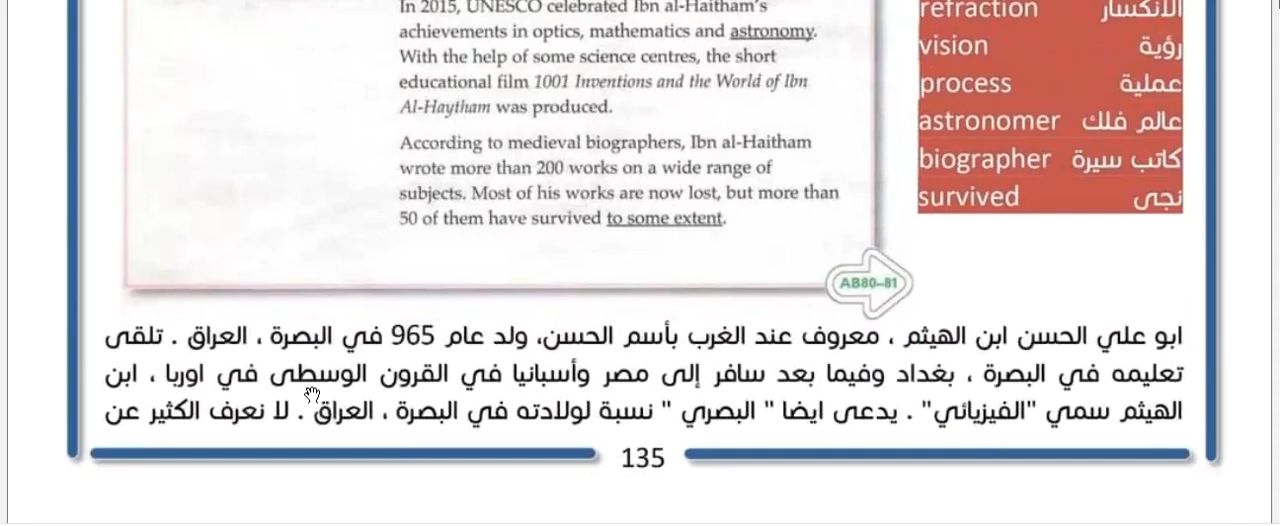 In 2015, UNESCO celebrated Ibn al-Haitham's
achievements in optics, mathematics and astronomy.
With the help of some science centres, the short
educational film 1001 Inventions and the World of Ibn
Al-Haytham was produced.
According to medieval biographers, Ibn al-Haitham
wrote more than 200 works on a wide range of
subjects. Most of his works are now lost, but more than
50 of them have survived to some extent.
AB80–81
refraction الانكسار
vision رؤية
process عملية
astronomer عالم فلك
biographer كاتب سيرة
survived نجى
ابو علي الحسن ابن الهيثم ، معروف عند الغرب بأسم الحسن، ولد عام 965 في البصرة ، العراق . تلقى
تعليمه في البصرة ، بغداد وفيما بعد سافر إلى مصر وأسبانيا في القرون الوسطى في اوربا ، ابن
الهيثم سمي "الفيزيائي" . يدعى ايضا " البصري " نسبة لولادته في البصرة ، العراق . لا نعرف الكثير عن
135